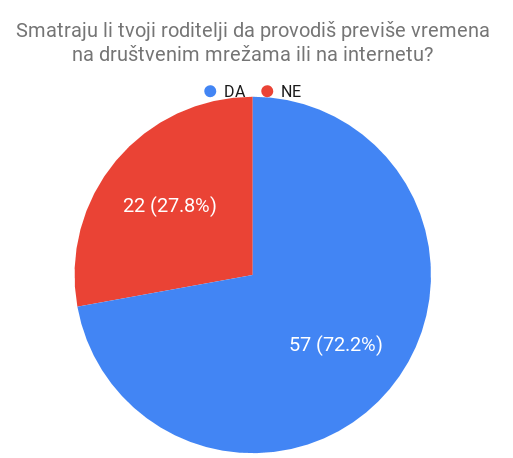 Smatraju li tvoji roditelji da provodiš previše vremena
na društvenim mrežama ili na internetu?
DA NE
22 (27.8%)
57 (72.2%)